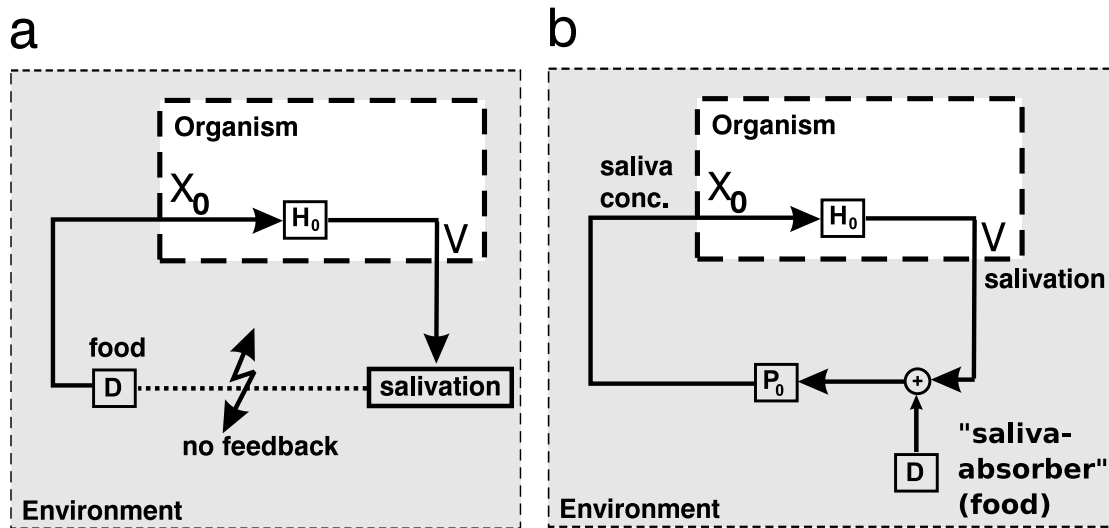 a
Organism
X0
H0
V
food
D
salivation
no feedback
Environment
b
Organism
saliva
conc.
X0
H0
V
salivation
P0
+
"saliva-
absorber"
(food)
D
Environment